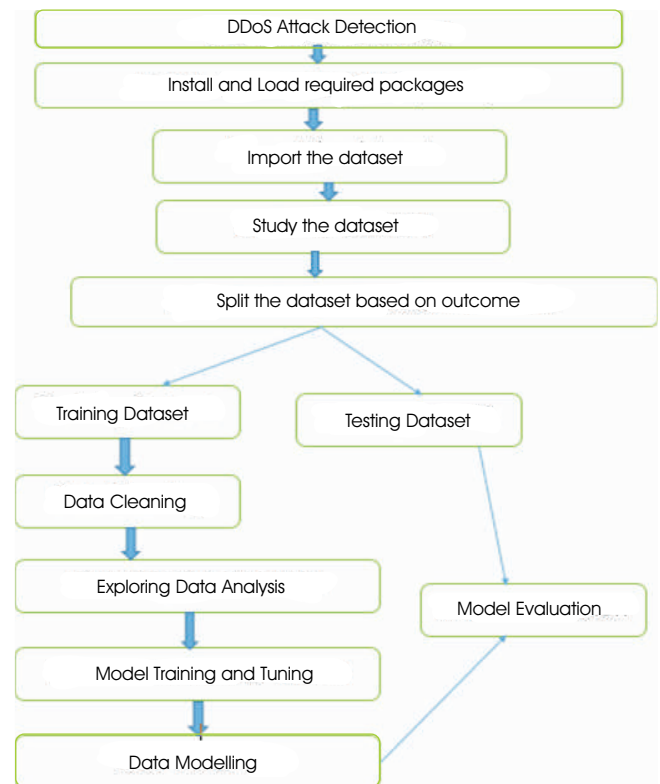 DDoS Attack Detection
Install and Load required packages
Import the dataset
Study the dataset
Split the dataset based on outcome
Training Dataset
Testing Dataset
Data Cleaning
Exploring Data Analysis
Model Evaluation
Model Training and Tuning
Data Modelling